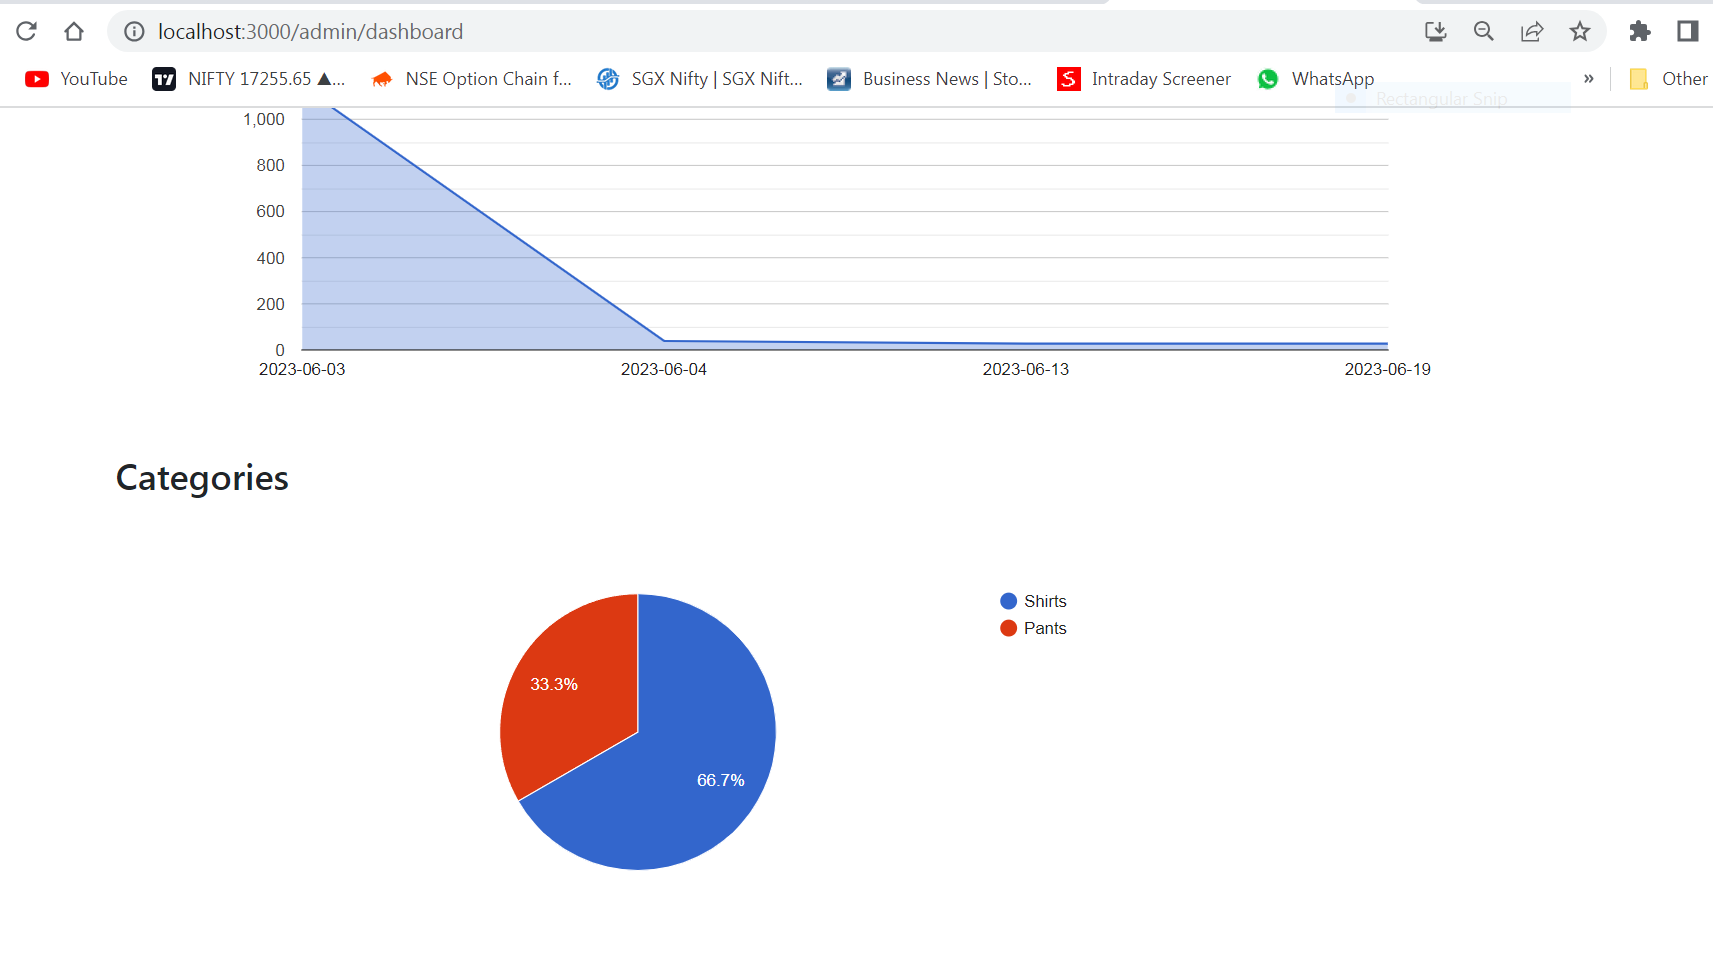 localhost:3000/admin/dashboard
YouTube NIFTY 17255.65 ▲... NSE Option Chain f... SGX Nifty | SGX Nift... Business News | Sto... Intraday Screener WhatsApp » Other
Rectangular Snip
1,000
800
600
400
200
0
2023-06-03 2023-06-04 2023-06-13 2023-06-19
Categories
Shirts
Pants
33.3%
66.7%